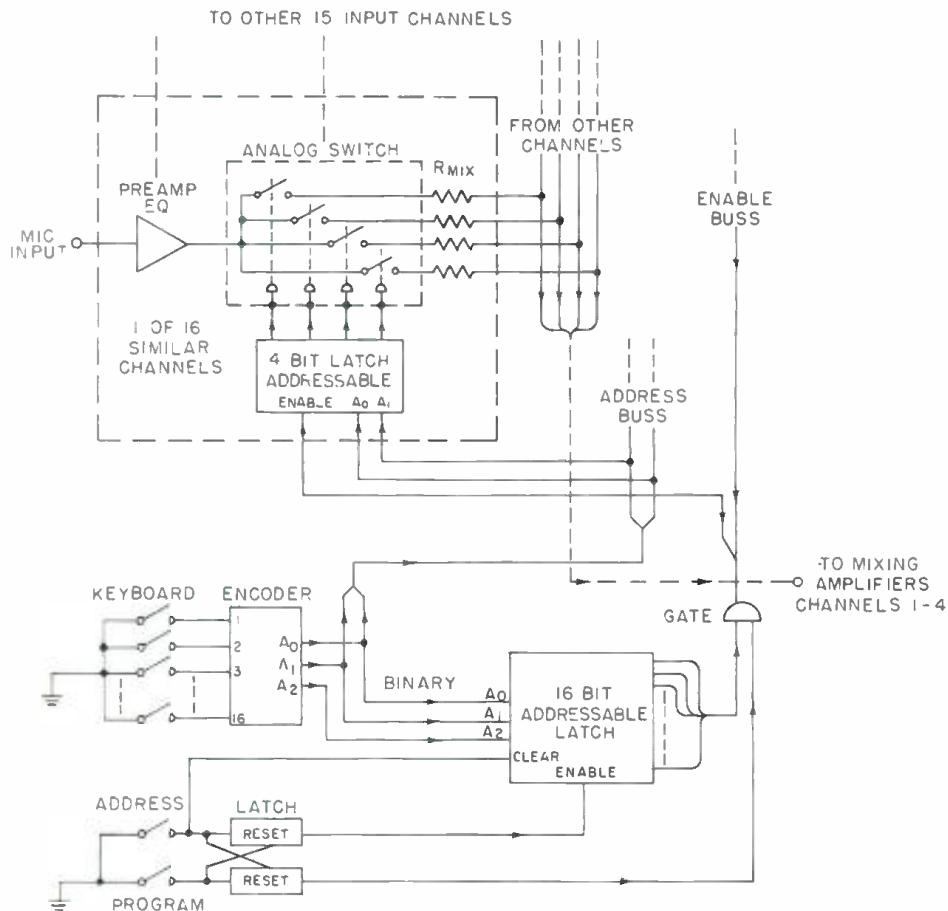 TO OTHER 15 INPUT CHANNELS
FROM OTHER
CHANNELS
ANALOG SWITCH
RMIX
PREAMP
EQ
ENABLE
BUSS
MIC
INPUT
1 OF 16
SIMILAR
CHANNELS
4 BIT LATCH
ADDRESSABLE
ENABLE A0 A1
ADDRESS
BUSS
TO MIXING
AMPLIFIERS
CHANNELS 1-4
GATE
KEYBOARD
ENCODER
1
2
3
16
A0
A1
A2
BINARY
A0
A1
A2
CLEAR
16 BIT
ADDRESSABLE
LATCH
ENABLE
ADDRESS
LATCH
RESET
RESET
PROGRAM